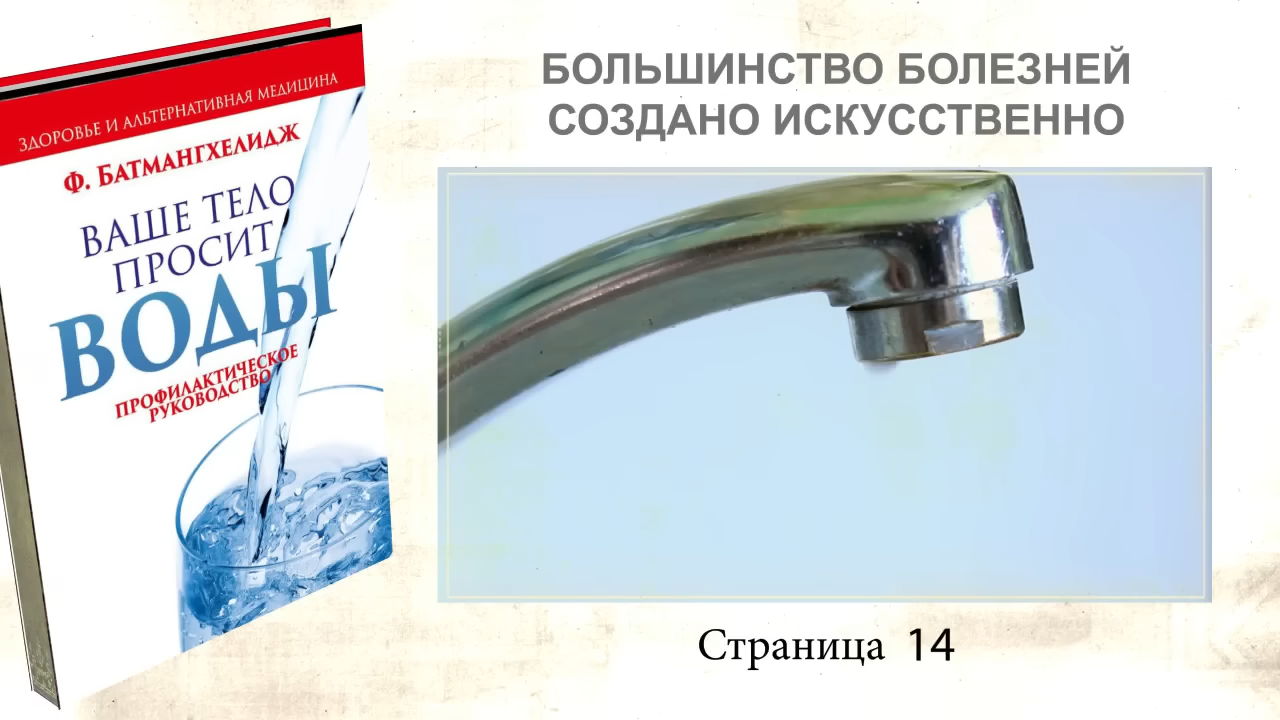 ЗДОРОВЬЕ И АЛЬТЕРНАТИВНАЯ МЕДИЦИНА
Ф. БАТМАНГХЕЛИДЖ
ВАШЕ ТЕЛО
ПРОСИТ
ВОДЫ
ПРОФИЛАКТИЧЕСКОЕ
РУКОВОДСТВО
БОЛЬШИНСТВО БОЛЕЗНЕЙ
СОЗДАНО ИСКУССТВЕННО
Страница 14